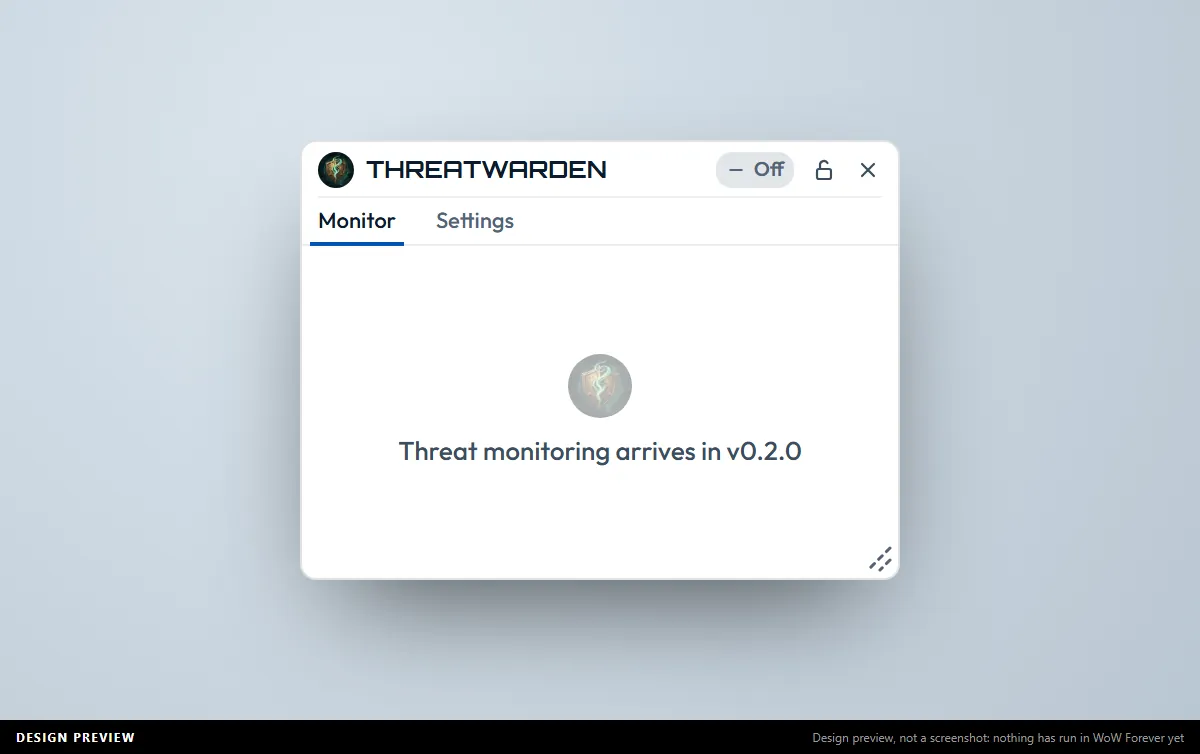 THREATWARDEN
— Off
Monitor
Settings
Threat monitoring arrives in v0.2.0
DESIGN PREVIEW
Design preview, not a screenshot: nothing has run in WoW Forever yet